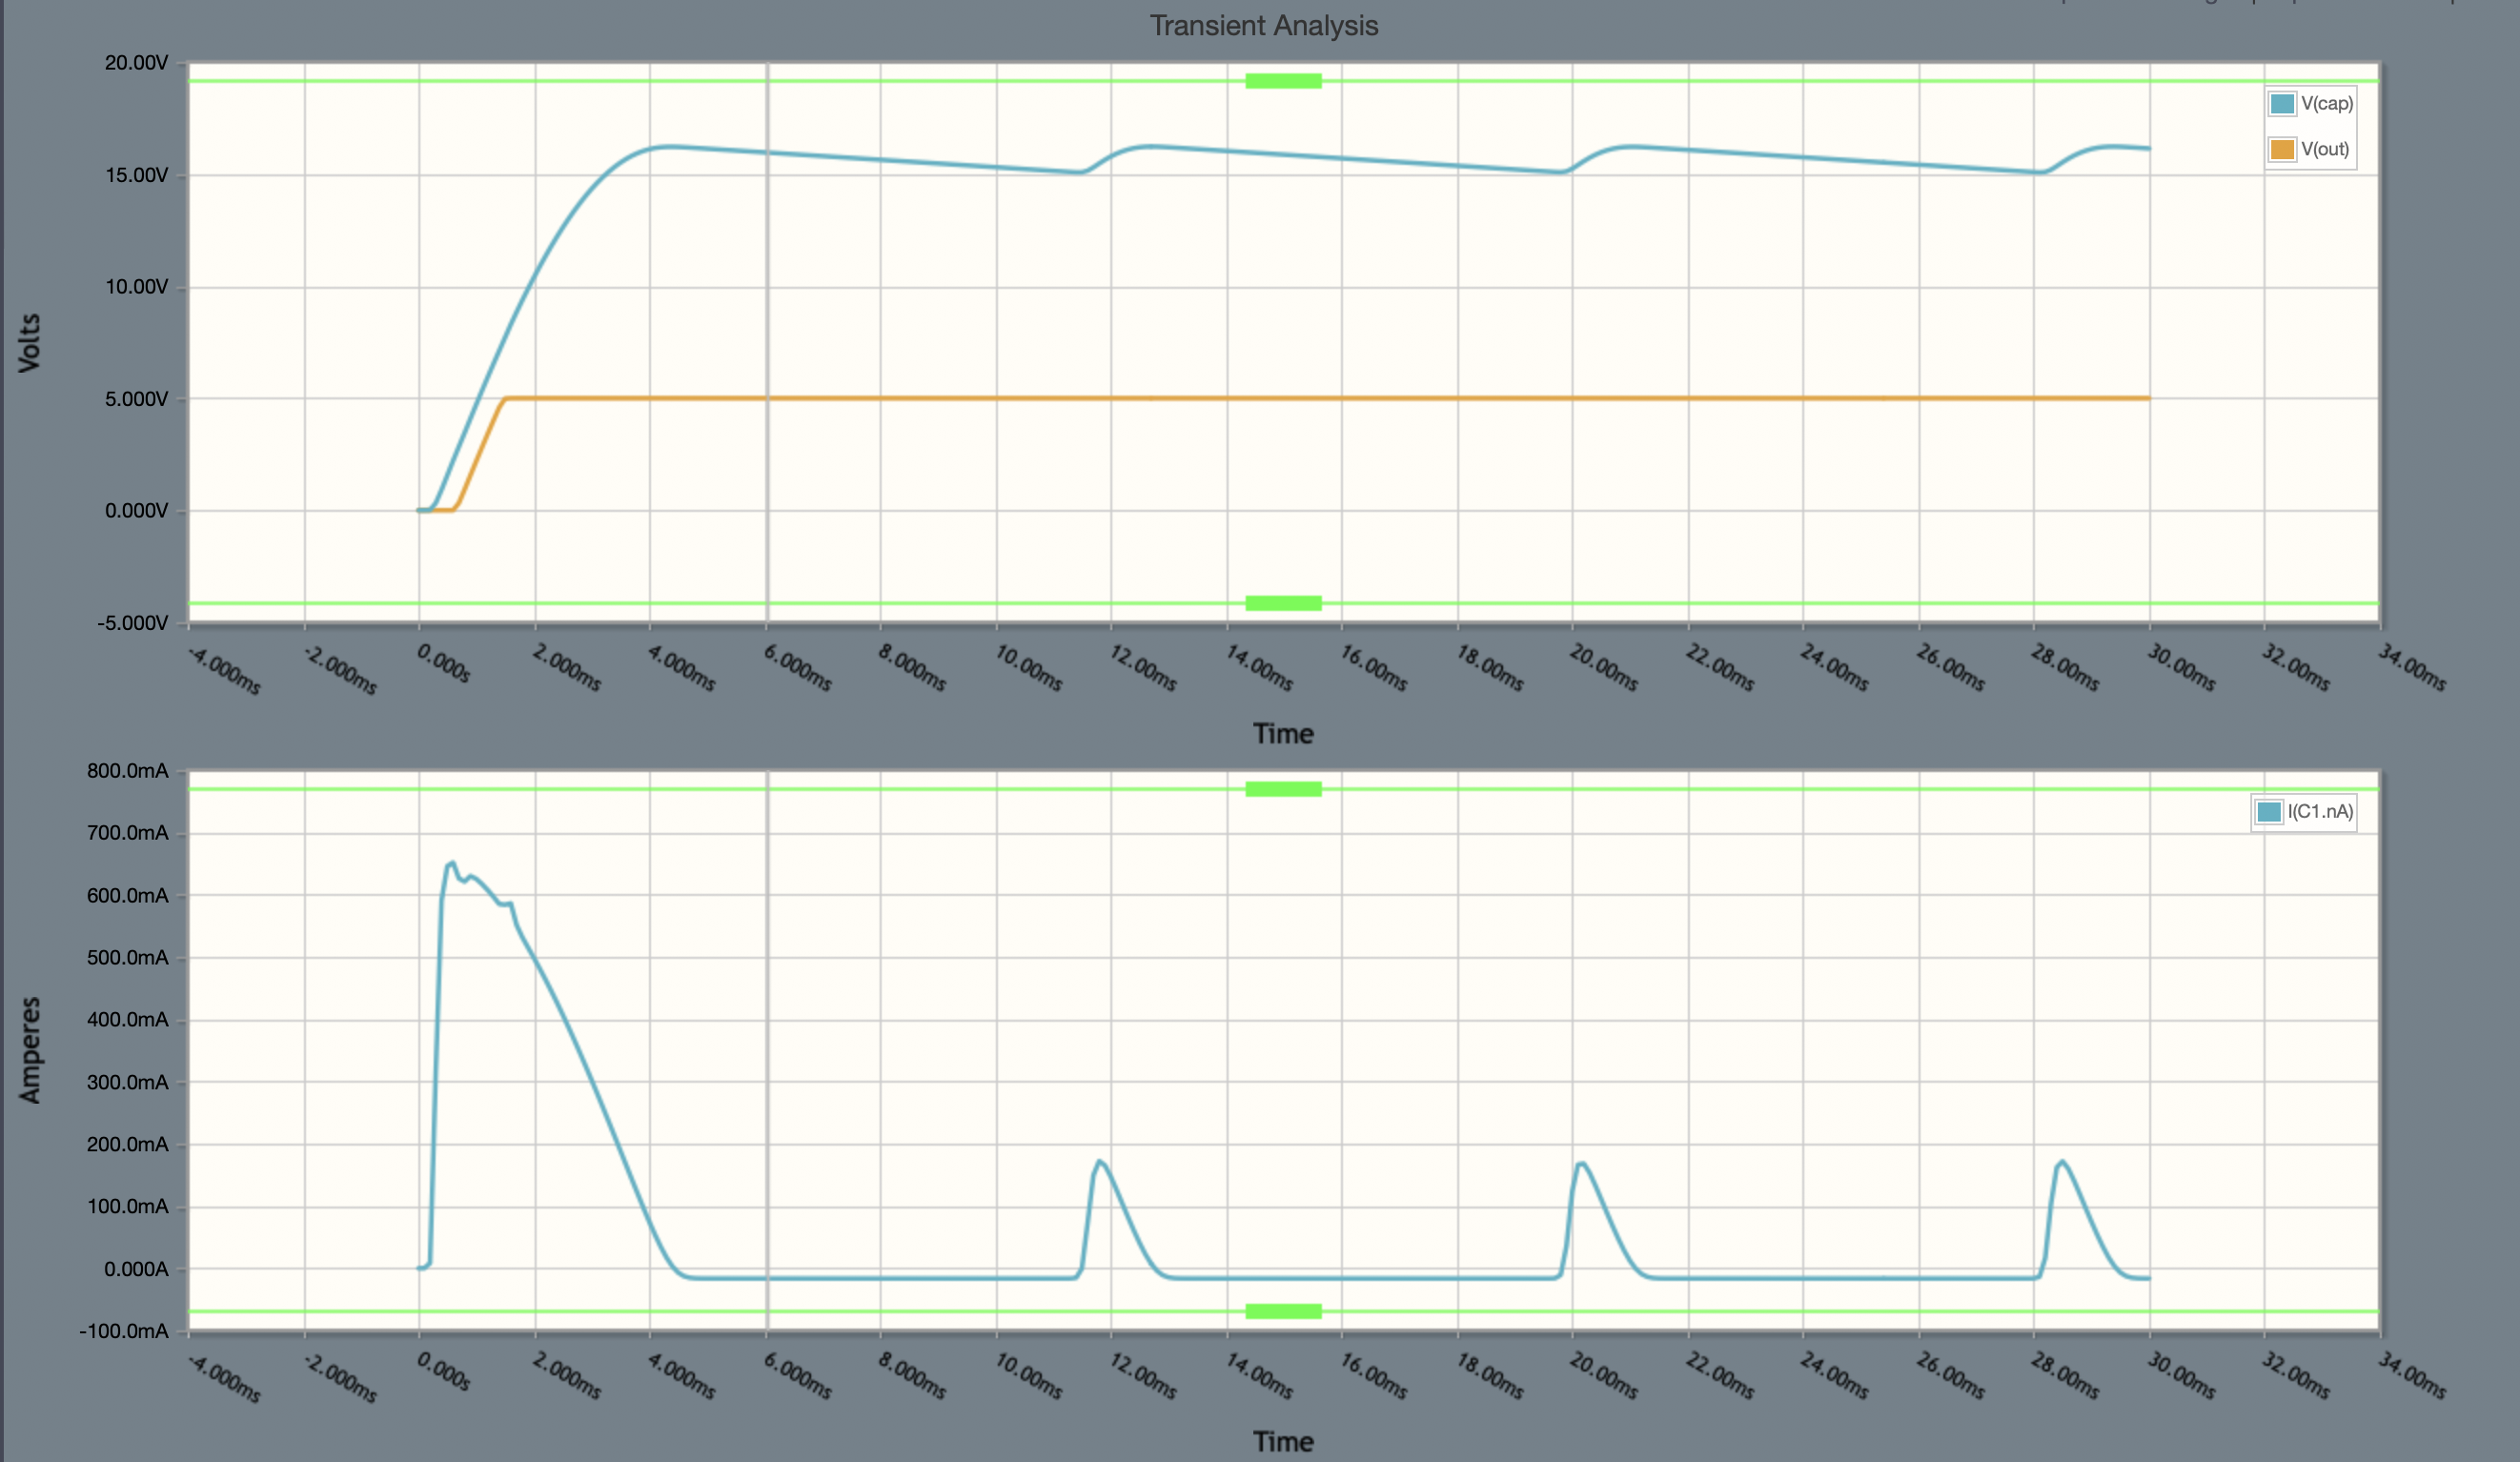 Transient Analysis
20.00V
15.00V
10.00V
5.000V
0.000V
-5.000V
Volts
V(cap)
V(out)
-4.000ms
-2.000ms
0.000s
2.000ms
4.000ms
6.000ms
8.000ms
10.00ms
12.00ms
14.00ms
16.00ms
18.00ms
20.00ms
22.00ms
24.00ms
26.00ms
28.00ms
30.00ms
32.00ms
34.00ms
Time
800.0mA
700.0mA
600.0mA
500.0mA
400.0mA
300.0mA
200.0mA
100.0mA
0.000A
-100.0mA
Amperes
I(C1.nA)
-4.000ms
-2.000ms
0.000s
2.000ms
4.000ms
6.000ms
8.000ms
10.00ms
12.00ms
14.00ms
16.00ms
18.00ms
20.00ms
22.00ms
24.00ms
26.00ms
28.00ms
30.00ms
32.00ms
34.00ms
Time